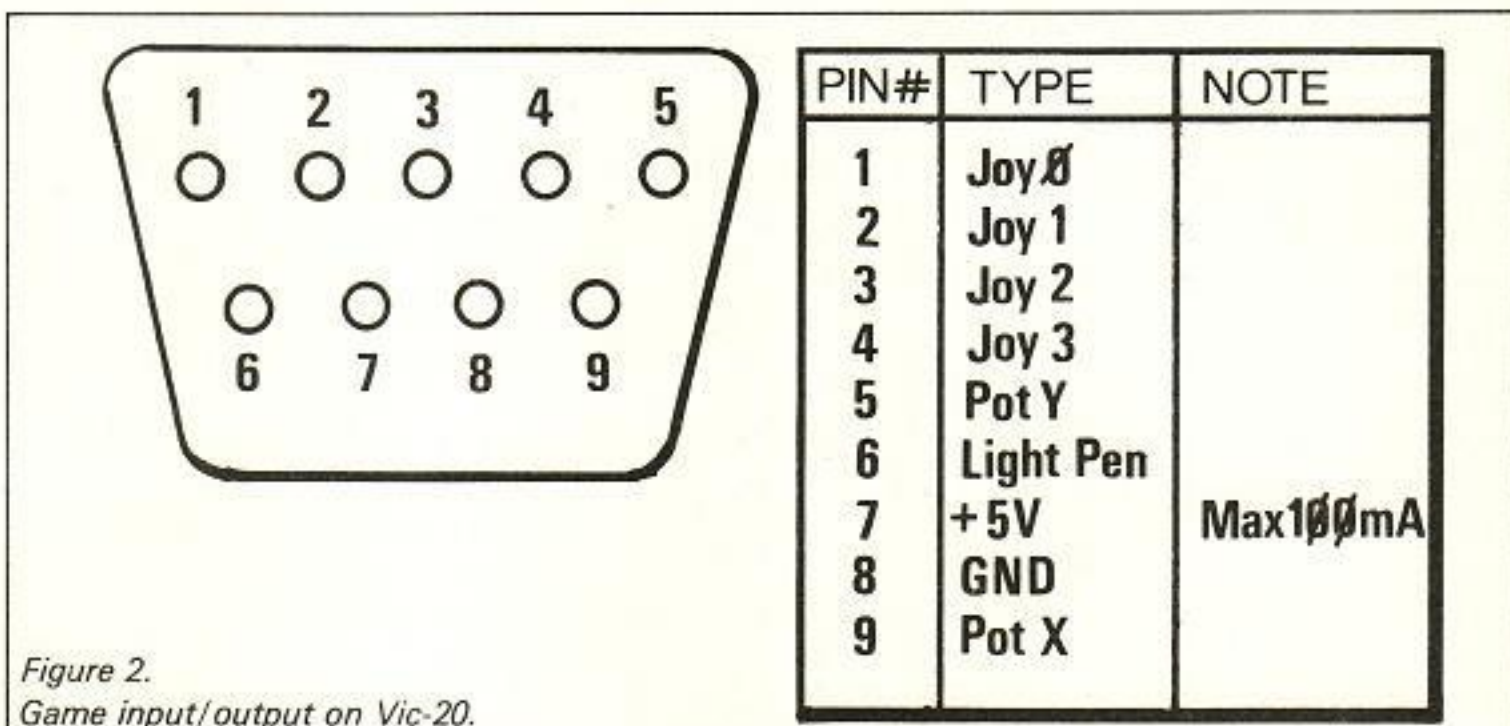 1 2 3 4 5
6 7 8 9
PIN# TYPE NOTE
1 Joy 0
2 Joy 1
3 Joy 2
4 Joy 3
5 Pot Y
6 Light Pen
7 +5V Max100mA
8 GND
9 Pot X
Figure 2.
Game input/output on Vic-20.